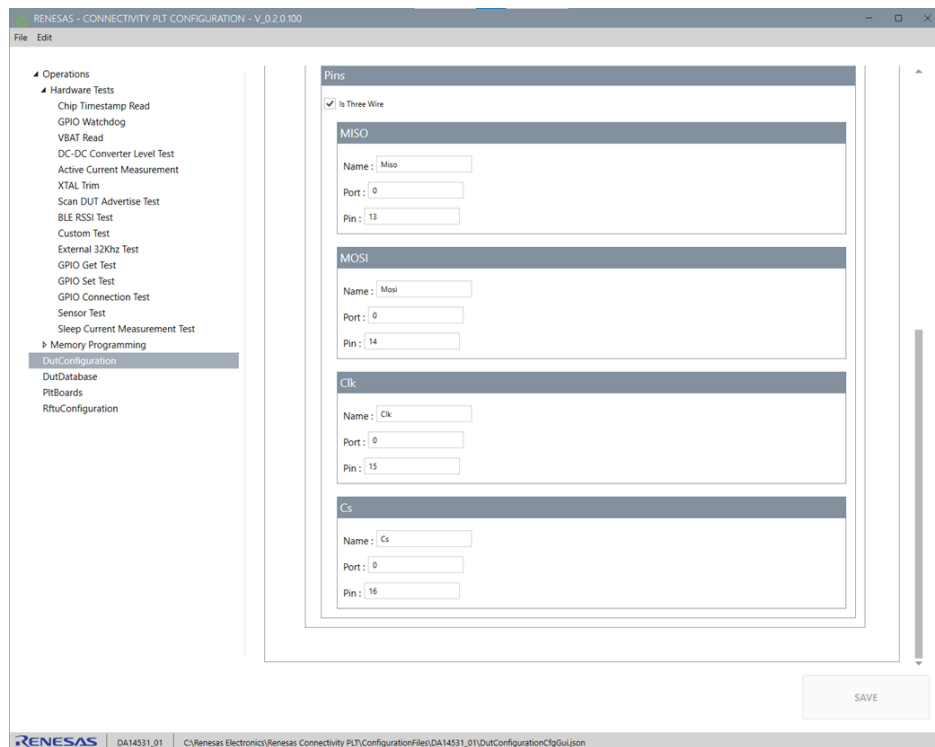 RENESAS - CONNECTIVITY PLT CONFIGURATION - V_0.2.0.100
File Edit
Operations
Hardware Tests
Chip Timestamp Read
GPIO Watchdog
VBAT Read
DC-DC Converter Level Test
Active Current Measurement
XTAL Trim
Scan DUT Advertise Test
BLE RSSI Test
Custom Test
External 32Khz Test
GPIO Get Test
GPIO Set Test
GPIO Connection Test
Sensor Test
Sleep Current Measurement Test
Memory Programming
DutConfiguration
DutDatabase
PltBoards
RftuConfiguration
Pins
Is Three Wire
MISO
Name : Miso
Port : 0
Pin : 13
MOSI
Name : Mosi
Port : 0
Pin : 14
Clk
Name : Clk
Port : 0
Pin : 15
Cs
Name : Cs
Port : 0
Pin : 16
SAVE
RENESAS DA14531_01 C:\Renesas Electronics\Renesas Connectivity PLT\ConfigurationFiles\DA14531_01\DutConfigurationCfgGui.json